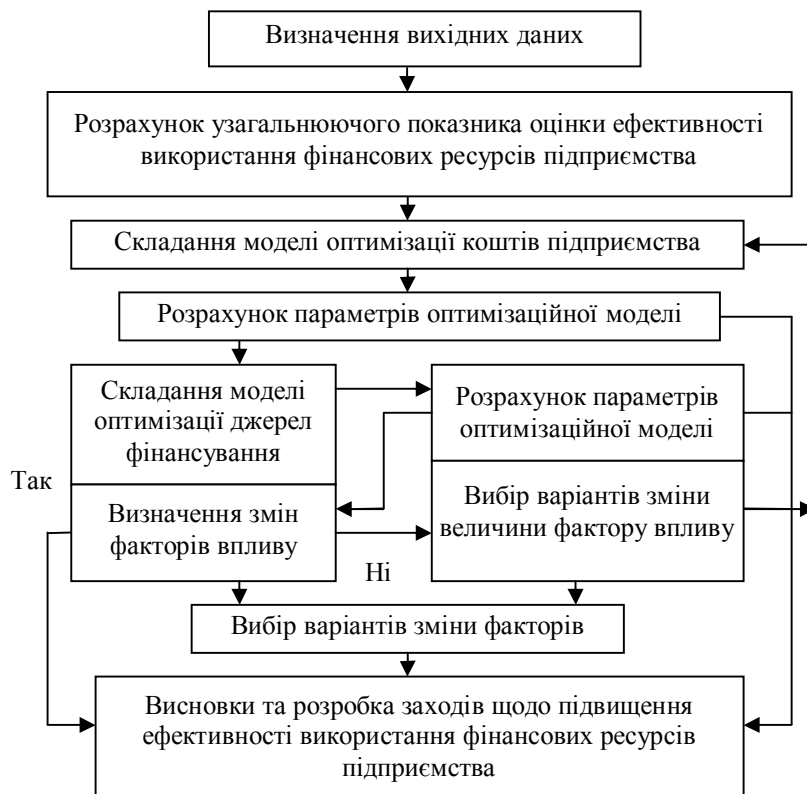 Визначення вихідних даних
Розрахунок узагальнюючого показника оцінки ефективності
використання фінансових ресурсів підприємства
Складання моделі оптимізації коштів підприємства
Розрахунок параметрів оптимізаційної моделі
Складання моделі
оптимізації джерел
фінансування
Розрахунок параметрів
оптимізаційної моделі
Так
Визначення змін
факторів впливу
Вибір варіантів зміни
величини фактору впливу
Ні
Вибір варіантів зміни факторів
Висновки та розробка заходів щодо підвищення
ефективності використання фінансових ресурсів
підприємства